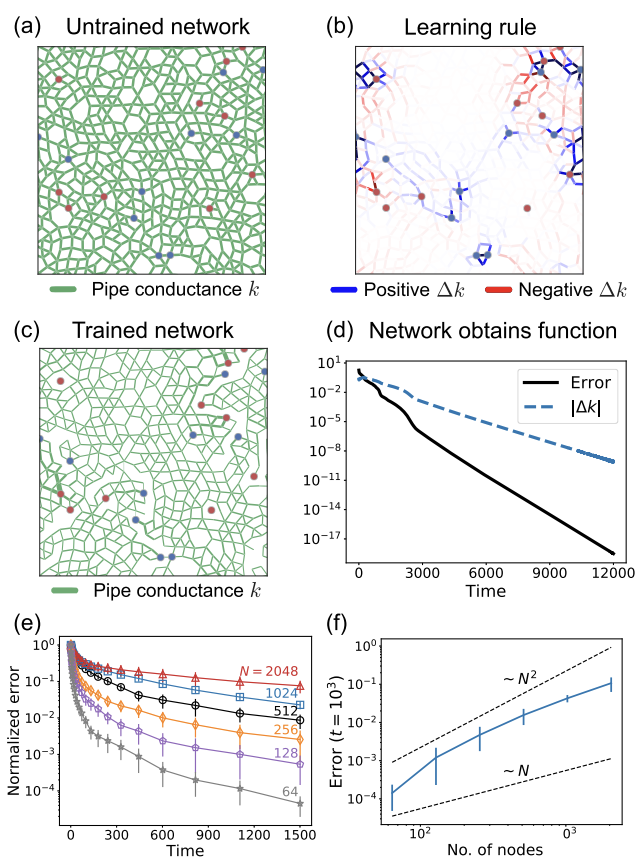 (a) Untrained network
Pipe conductance k
(b) Learning rule
Positive Δk Negative Δk
(c) Trained network
Pipe conductance k
(d) Network obtains function
10^1
10^-2
10^-5
10^-8
10^-11
10^-14
10^-17
Error
|Δk|
0 3000 6000 9000 12000
Time
(e)
Normalized error
10^0
10^-1
10^-2
10^-3
10^-4
N = 2048
1024
512
256
128
64
0 300 600 900 1200 1500
Time
(f)
Error (t = 10^3)
10^0
10^-1
10^-2
10^-3
10^-4
~ N^2
~ N
10^2 10^3
No. of nodes